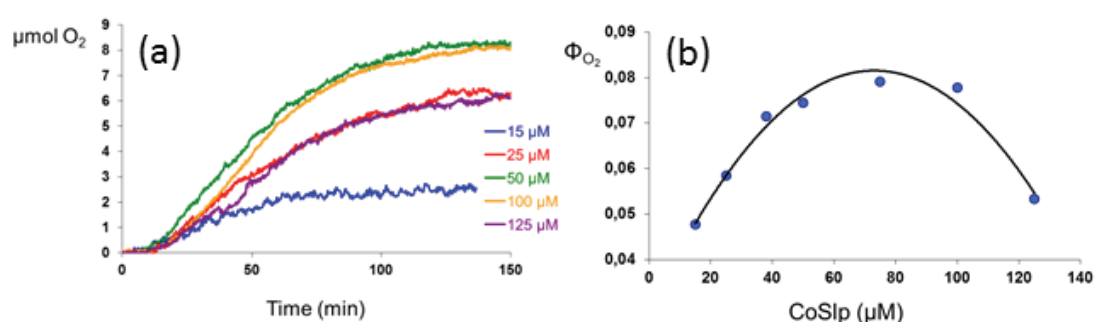 µmol O₂
(a)
9
8
7
6
5
4
3
2
1
0
0 50 100 150
Time (min)
15 µM
25 µM
50 µM
100 µM
125 µM
Φ_O₂
(b)
0,09
0,08
0,07
0,06
0,05
0,04
0 20 40 60 80 100 120 140
CoSlp (µM)